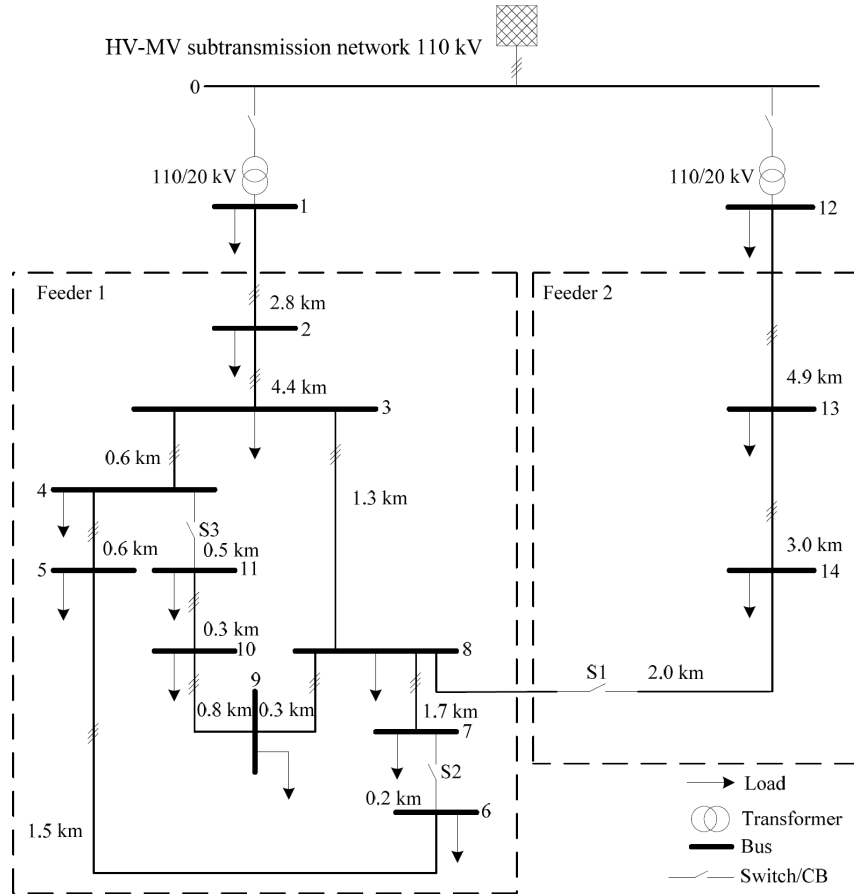 HV-MV subtransmission network 110 kV
0
110/20 kV
110/20 kV
1
12
Feeder 1
Feeder 2
2.8 km
2
4.4 km
4.9 km
3
13
0.6 km
4
1.3 km
S3
0.6 km
0.5 km
3.0 km
5
11
14
0.3 km
10
8
9
S1
2.0 km
0.8 km
0.3 km
1.7 km
7
S2
Load
0.2 km
6
Transformer
1.5 km
Bus
Switch/CB